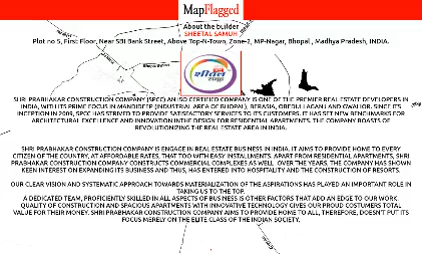 MapFlagged
About the builder
SHEETAL SAMUH
Plot no 5, First Floor, Near SBI Bank Street, Above Top-N-Town, Zone-2, MP-Nagar, Bhopal, Madhya Pradesh, INDIA.
SHRI PRABHAKAR CONSTRUCTION COMPANY (SPCC) AN ISO CERTIFIED COMPANY IS ONE OF THE PREMIER REAL ESTATE DEVELOPERS IN
INDIA, WITH ITS PRIME FOCUS IN MANDIDEEP (INDUSTRIAL AREA OF BHOPAL), BERASIA, OBEDULLAGANJ AND GWALIOR. SINCE ITS
INCEPTION IN 2009, SPCC HAS STRIVED TO PROVIDE SATISFACTORY SERVICES TO ITS CUSTOMERS. IT HAS SET NEW BENCHMARKS FOR
ARCHITECTURAL EXCELLENCE AND INNOVATION IN THE DESIGN FOR RESIDENTIAL APARTMENTS. THE COMPANY BOASTS OF
REVOLUTIONIZING THE REAL ESTATE AREA IN INDIA.
SHRI PRABHAKAR CONSTRUCTION COMPANY IS ENGAGE IN REAL ESTATE BUSINESS IN INDIA. IT AIMS TO PROVIDE HOME TO EVERY
CITIZEN OF THE COUNTRY, AT AFFORDABLE RATES, THAT TOO WITH EASY INSTALLMENTS. APART FROM RESIDENTIAL APARTMENTS, SHRI
PRABHAKAR CONSTRUCTION COMPANY CONSTRUCTS COMMERCIAL COMPLEXES AS WELL. OVER THE YEARS, THE COMPANY HAS SHOWN
KEEN INTEREST ON EXPANDING ITS BUSINESS AND THUS, HAS ENTERED INTO HOSPITALITY AND THE CONSTRUCTION OF RESORTS.
OUR CLEAR VISION AND SYSTEMATIC APPROACH TOWARDS MATERIALIZATION OF THE ASPIRATIONS HAS PLAYED AN IMPORTANT ROLE IN
TAKING US TO THE TOP.
A DEDICATED TEAM, PROFICIENTLY SKILLED IN ALL ASPECTS OF BUSINESS IS OTHER FACTORS THAT ADD AN EDGE TO OUR WORK.
QUALITY OF CONSTRUCTION AND SPACIOUS APARTMENTS WITH INNOVATIVE TECHNOLOGY GIVES OUR PROUD COSTUMERS TOTAL
VALUE FOR THEIR MONEY. SHRI PRABHAKAR CONSTRUCTION COMPANY AIMS TO PROVIDE HOME TO ALL, THEREFORE, DOESN'T PUT ITS
FOCUS MERELY ON THE ELITE CLASS OF THE INDIAN SOCIETY.